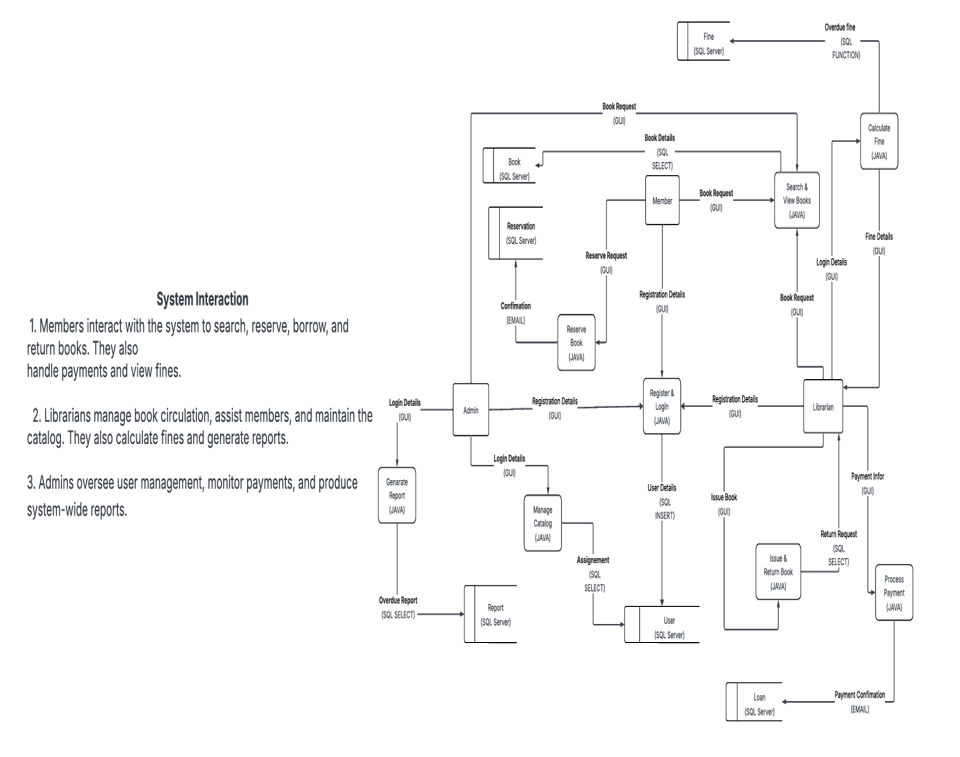 Overdue fine
(SQL
FUNCTION)
Fine
(SQL Server)
Book Request
(GUI)
Calculate
Fine
(JAVA)
Book Details
(SQL
SELECT)
Book
(SQL Server)
Member
Book Request
(GUI)
Search &
View Books
(JAVA)
Reservation
(SQL Server)
Reserve Request
(GUI)
Fine Details
(GUI)
Login Details
(GUI)
Registration Details
(GUI)
Book Request
(GUI)
Confimation
(EMAIL)
Reserve
Book
(JAVA)
System Interaction
1. Members interact with the system to search, reserve, borrow, and
return books. They also
handle payments and view fines.
2. Librarians manage book circulation, assist members, and maintain the
catalog. They also calculate fines and generate reports.
3. Admins oversee user management, monitor payments, and produce
system-wide reports.
Login Details
(GUI)
Admin
Registration Details
(GUI)
Register &
Login
(JAVA)
Registration Details
(GUI)
Librarian
Login Details
(GUI)
Generate
Report
(JAVA)
Manage
Catalog
(JAVA)
User Details
(SQL
INSERT)
Issue Book
(GUI)
Payment Infor
(GUI)
Return Request
(SQL
SELECT)
Assignement
(SQL
SELECT)
Issue &
Return Book
(JAVA)
Process
Payment
(JAVA)
Overdue Report
(SQL SELECT)
Report
(SQL Server)
User
(SQL Server)
Loan
(SQL Server)
Payment Confimation
(EMAIL)